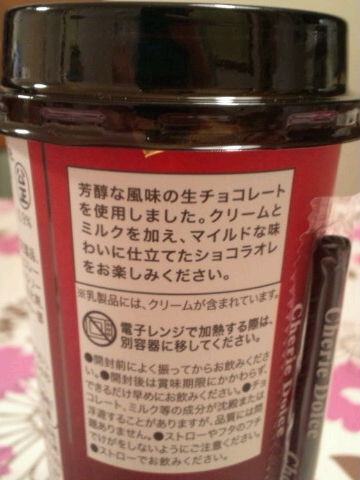 芳醇な風味の生チョコレート
を使用しました。クリームと
ミルクを加え、マイルドな味
わいに仕立てたショコラオレ
をお楽しみください。
※乳製品には、クリームが含まれています。
電子レンジで加熱する際は、
別容器に移してください。
●開封前によく振ってからお飲みくださ
い。●開封後は賞味期限にかかわらず、
できるだけ早めにお飲みください。●チョ
コレート、ミルク等の成分が沈殿または
浮遊することがありますが、品質には問
題ありません。●ストローやフタのフチ
でけがをしないようにご注意ください。
●ストローでお飲みください。
公正
Cherie Dolce
Cherie Dolce